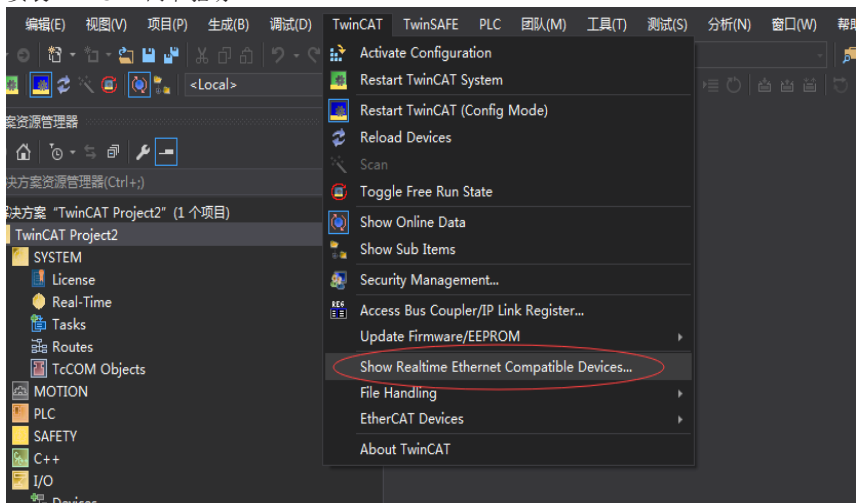 编辑(E) 视图(V) 项目(P) 生成(B) 调试(D) TwinCAT TwinSAFE PLC 团队(M) 工具(T) 测试(S) 分析(N) 窗口(W)
Activate Configuration
Restart TwinCAT System
<Local>
Restart TwinCAT (Config Mode)
Reload Devices
Scan
Toggle Free Run State
Show Online Data
Show Sub Items
Security Management...
Access Bus Coupler/IP Link Register...
Update Firmware/EEPROM
Show Realtime Ethernet Compatible Devices...
File Handling
EtherCAT Devices
About TwinCAT
案资源管理器
决方案资源管理器(Ctrl+;)
解决方案 "TwinCAT Project2" (1 个项目)
TwinCAT Project2
SYSTEM
License
Real-Time
Tasks
Routes
TcCOM Objects
MOTION
PLC
SAFETY
C++
I/O
Devices